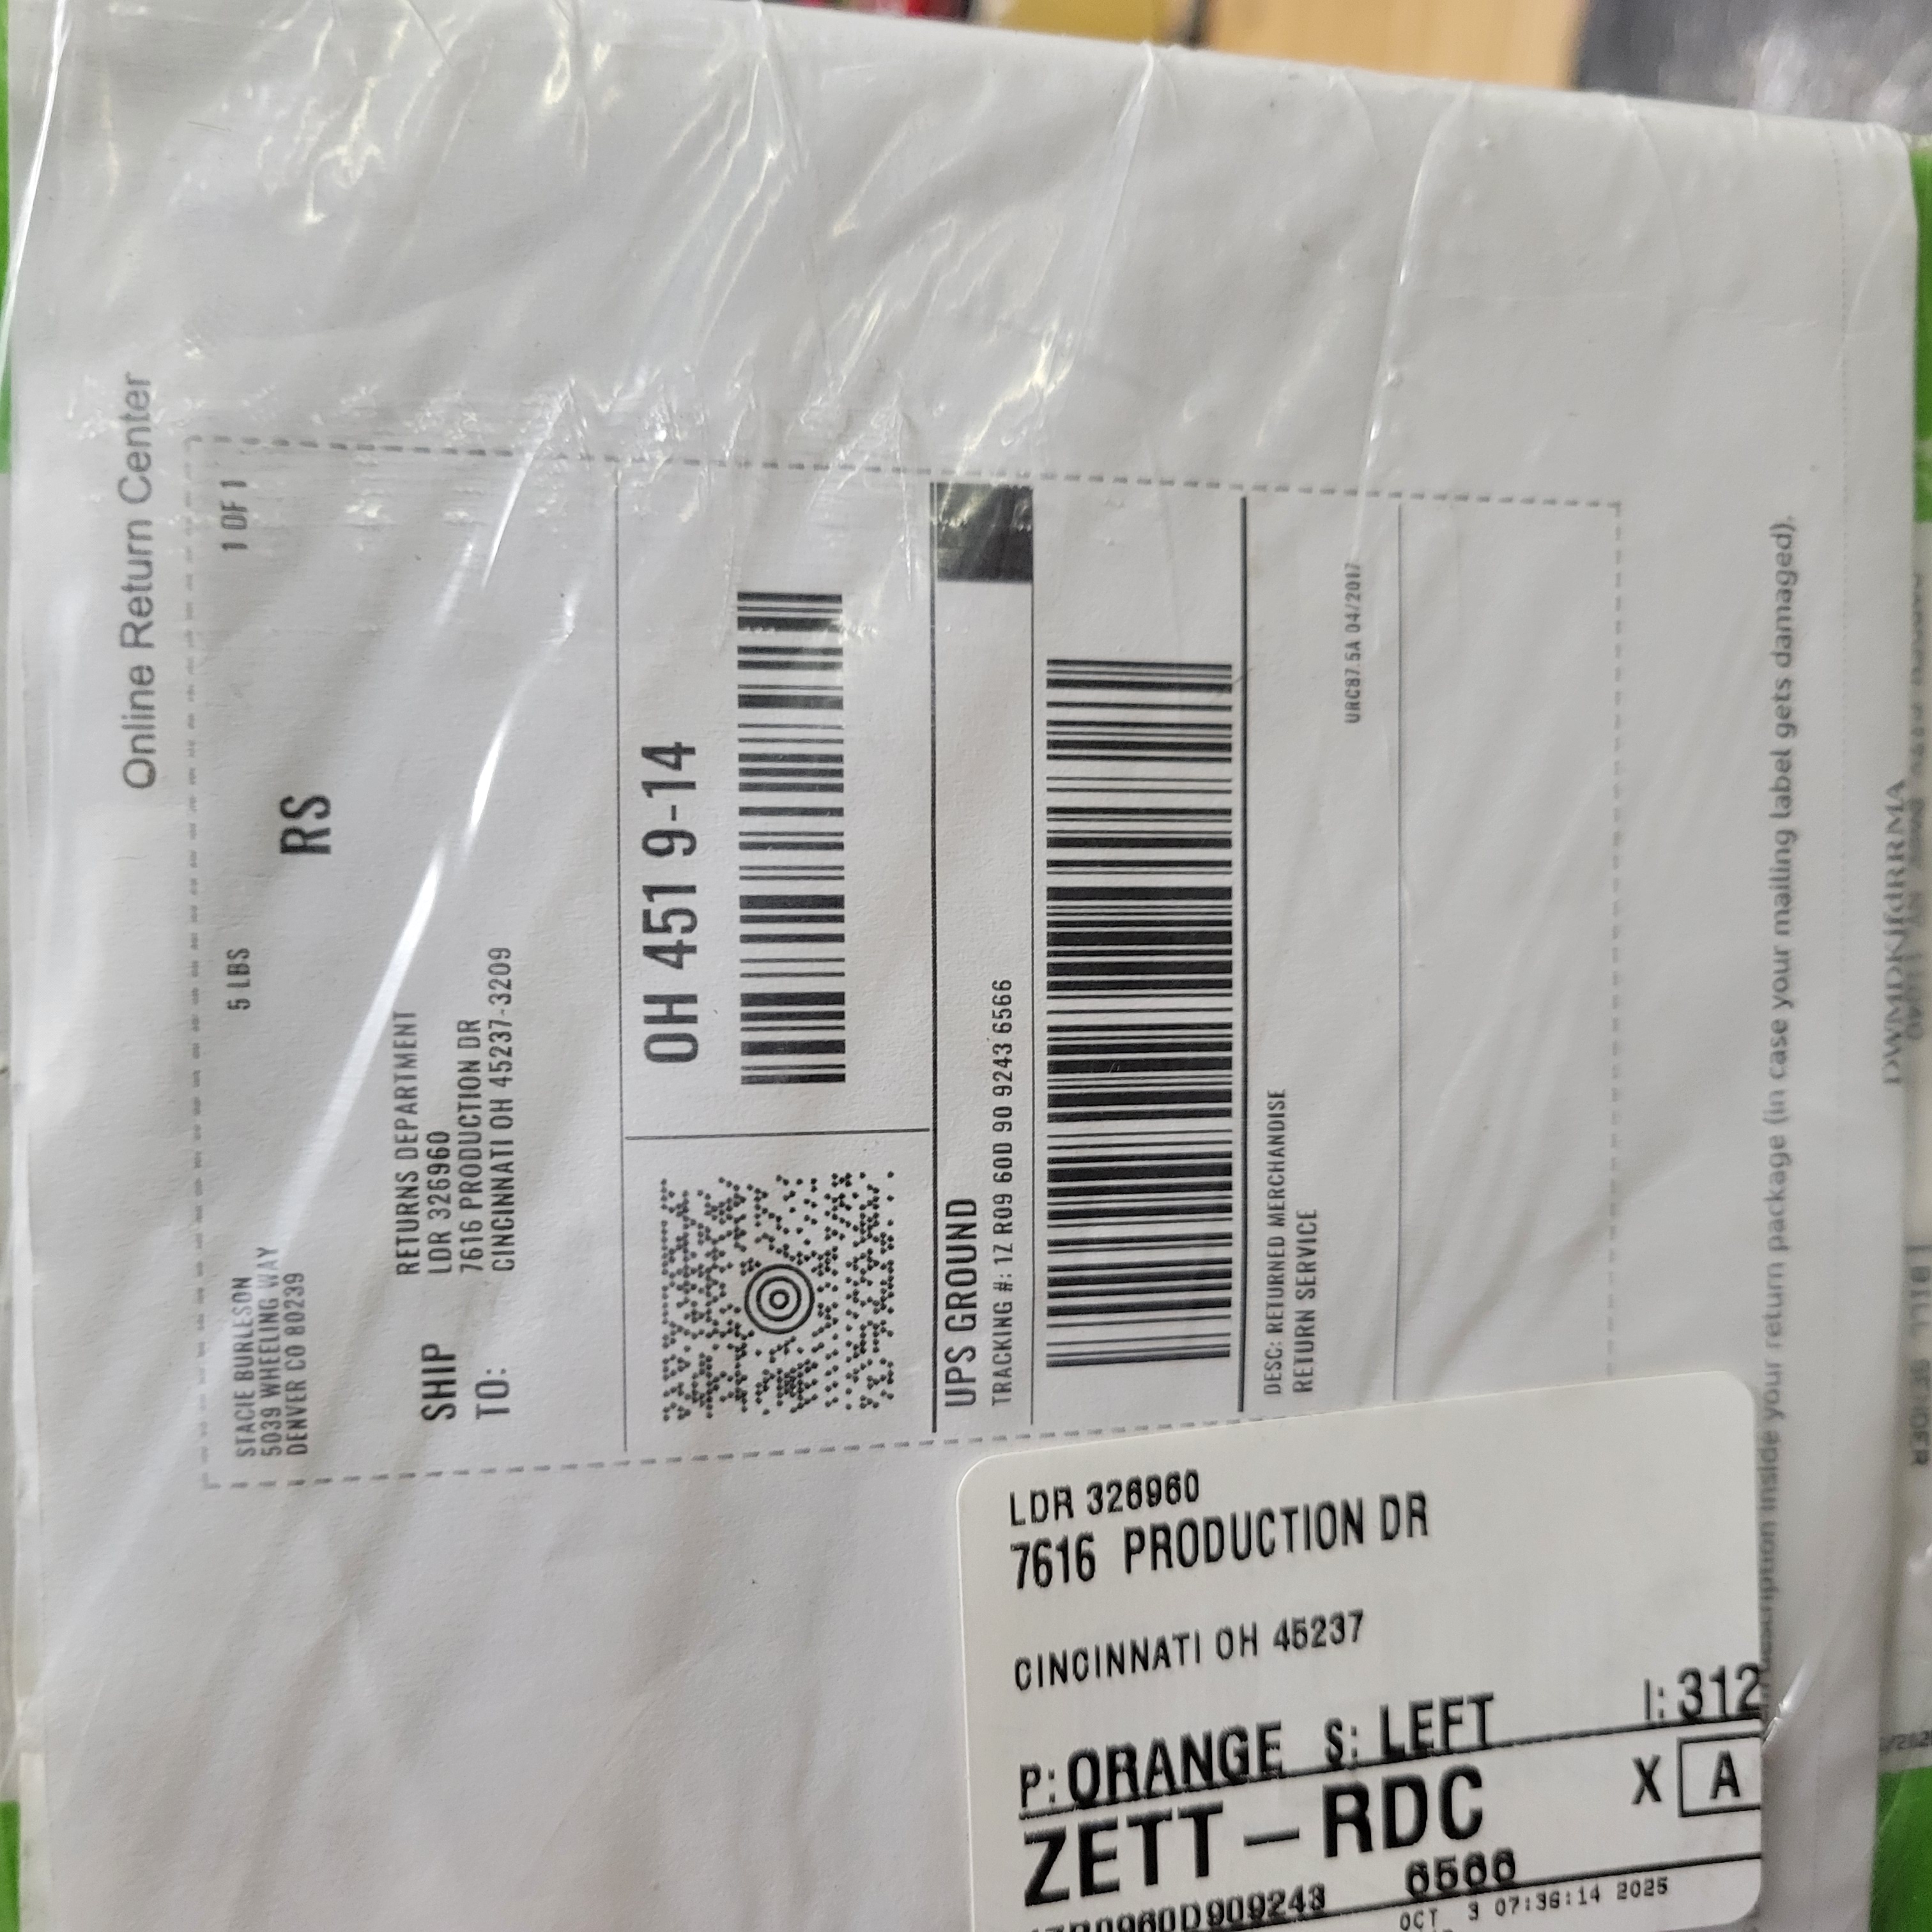 Online Return Center
STACIE BURLESON
5039 WHEELING WAY
DENVER CO 80239
5 LBS
1 OF 1
RS
SHIP
TO:
RETURNS DEPARTMENT
LDR 326960
7616 PRODUCTION DR
CINCINNATI OH 45237-3209
OH 451 9-14
UPS GROUND
TRACKING #: 1Z R09 60D 90 9243 6566
DESC: RETURNED MERCHANDISE
RETURN SERVICE
URC87.5A 04/2017
inside your return package (in case your mailing label gets damaged).
DWMDKfdRRMA
LDR 326960
7616 PRODUCTION DR
CINCINNATI OH 45237
P: ORANGE S: LEFT I: 312
ZETT-RDC X A
6566
OCT 3 07:36:14 2025